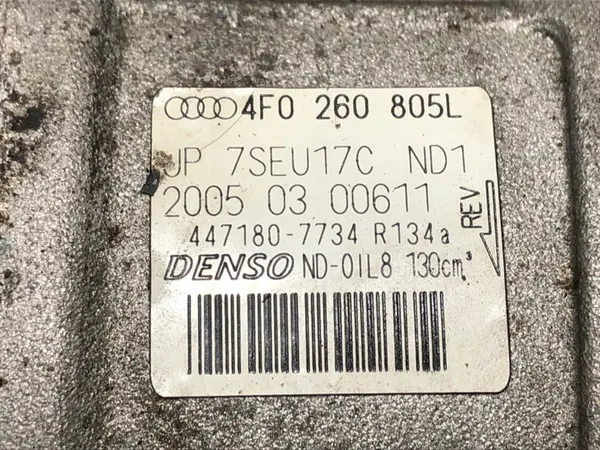 4F0 260 805L
JP 7SEU17C ND1
2005 03 00611
447180-7734 R134a
DENSO ND-OIL8 130cm³
REV